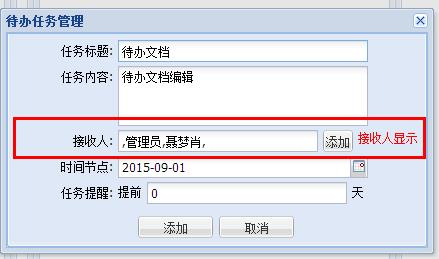 待办任务管理
任务标题: 待办文档
任务内容: 待办文档编辑
接收人: ,管理员,聂梦肖, 添加 接收人显示
时间节点: 2015-09-01
任务提醒: 提前 0 天
添加 取消